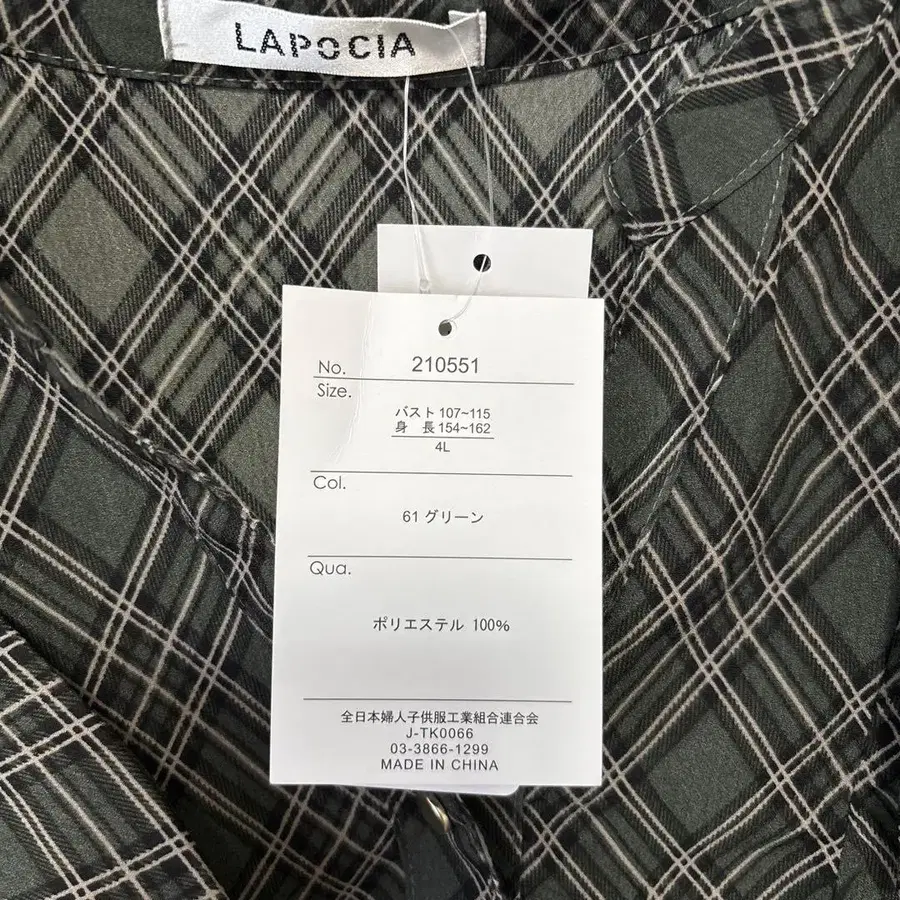 LAPOCIA
No. 210551
Size.
バスト 107~115
身 長 154~162
4L
Col.
61 グリーン
Qua.
ポリエステル 100%
全日本婦人子供服工業組合連合会
J-TK0066
03-3866-1299
MADE IN CHINA